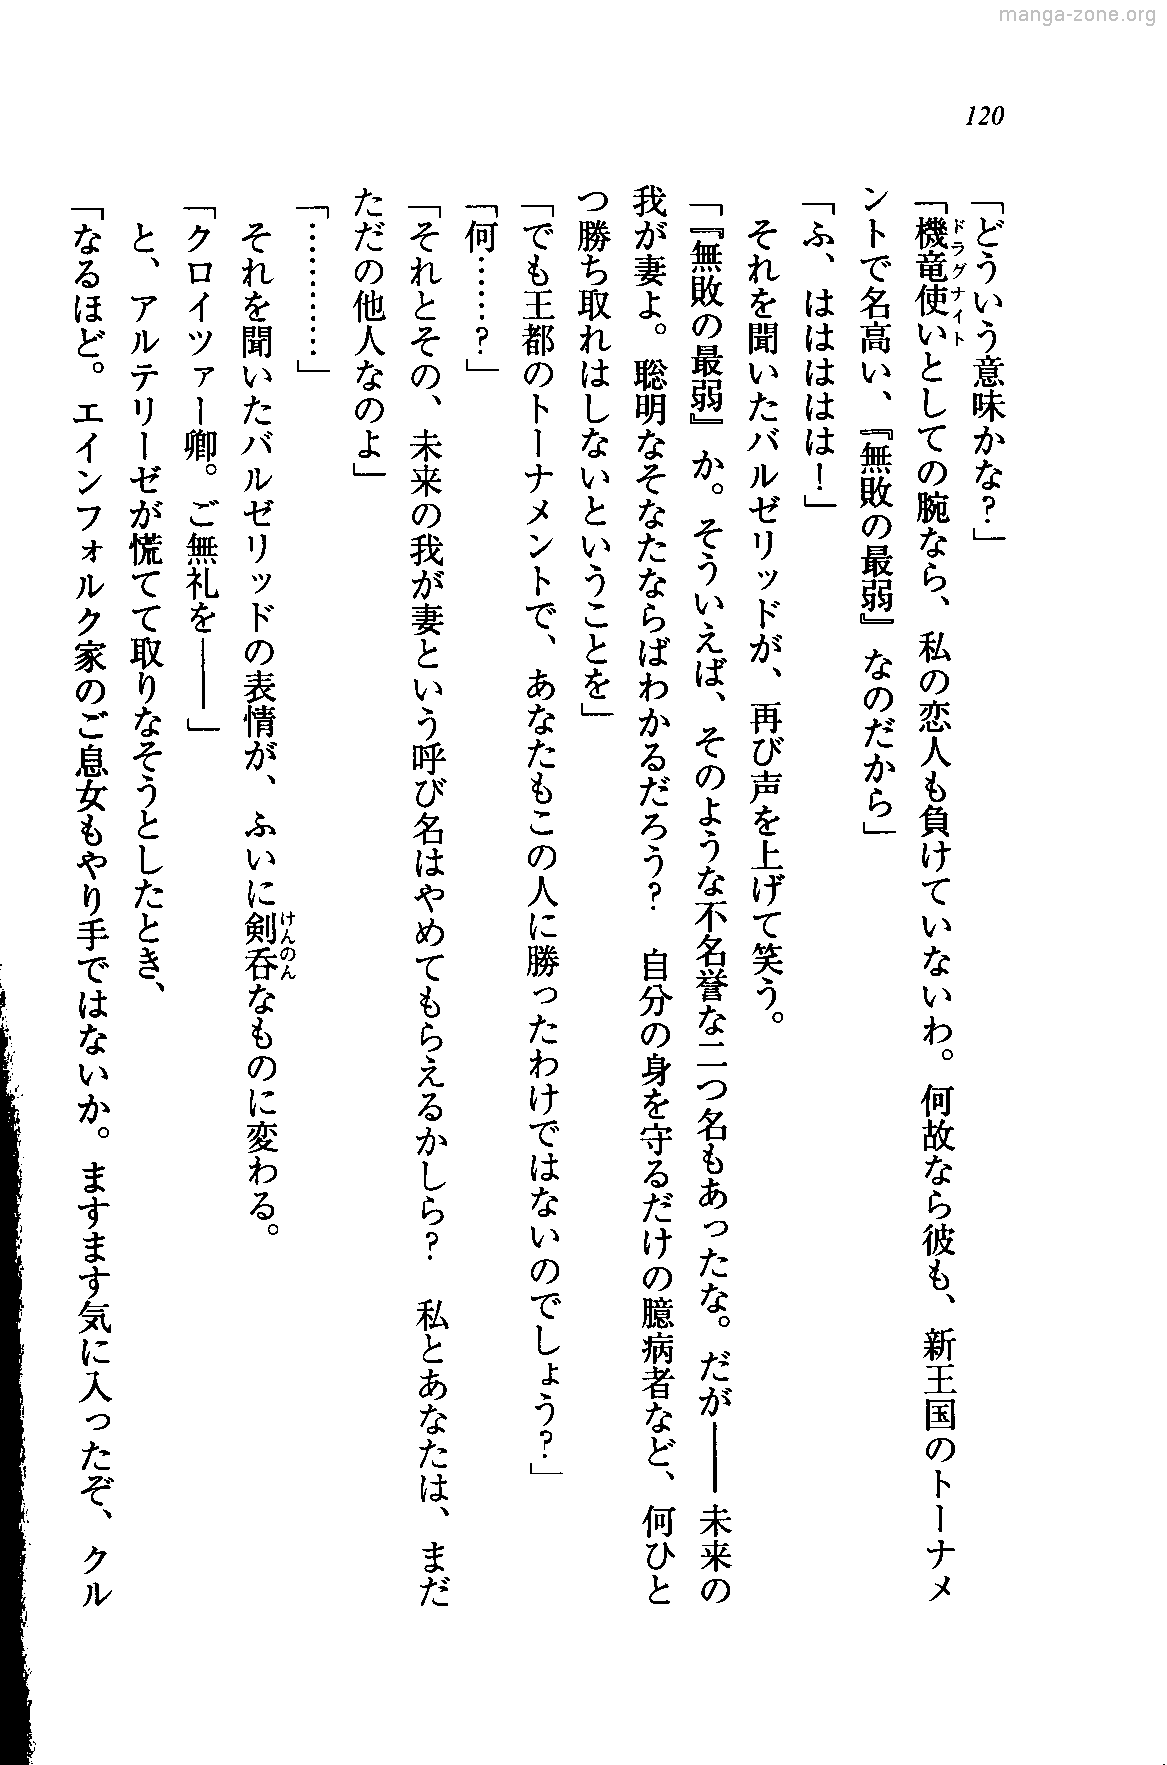 manga-zone.org
120
「どういう意味かな？」
「機竜使いとしての腕なら、私の恋人も負けていないわ。何故なら彼も、新王国のトーナメ
ドラグナイト
ントで名高い、『無敗の最弱』なのだから」
「ふ、はははは！」
それを聞いたバルゼリッドが、再び声を上げて笑う。
「『無敗の最弱』か。そういえば、そのような不名誉な二つ名もあったな。だが――未来の
我が妻よ。聡明なそなたならばわかるだろう？　自分の身を守るだけの臆病者など、何ひと
つ勝ち取れはしないということを」
「でも王都のトーナメントで、あなたもこの人に勝ったわけではないのでしょう？」
「何……？」
「それとその、未来の我が妻という呼び名はやめてもらえるかしら？　私とあなたは、まだ
ただの他人なのよ」
「…………」
それを聞いたバルゼリッドの表情が、ふいに剣呑なものに変わる。
けんのん
「クロイツァー卿。ご無礼を――」
と、アルテリーゼが慌てて取りなそうとしたとき、
「なるほど。エインフォルク家のご息女もやり手ではないか。ますます気に入ったぞ、クル